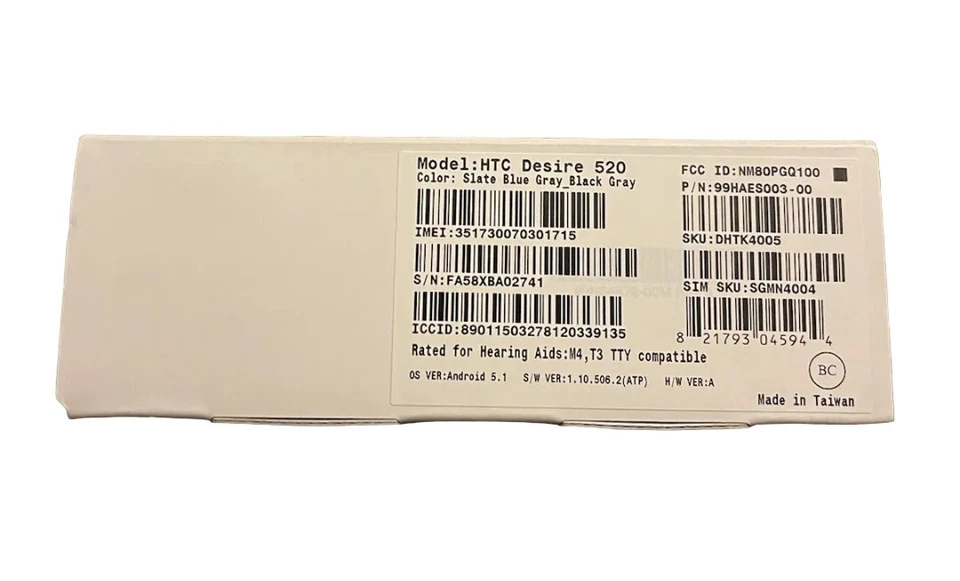 Model:HTC Desire 520
Color: Slate Blue Gray_Black Gray
IMEI:351730070301715
S/N:FA58XBA02741
ICCID:89011503278120339135
Rated for Hearing Aids:M4,T3 TTY compatible
OS VER:Android 5.1 S/W VER:1.10.506.2(ATP) H/W VER:A
FCC ID:NM80PGQ100
P/N:99HAES003-00
SKU:DHTK4005
SIM SKU:SGMN4004
8 21793 04594 4
BC
Made in Taiwan